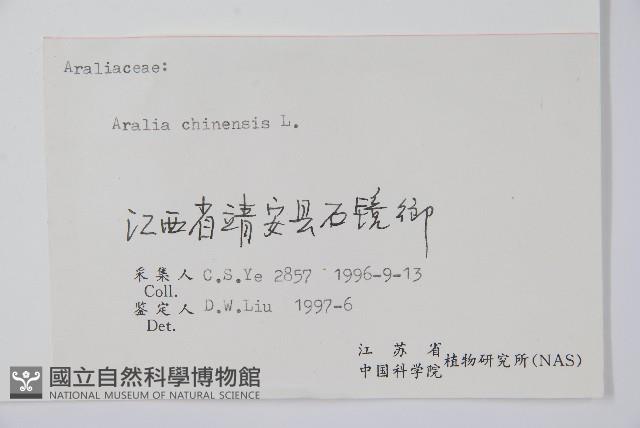 Araliaceae:
Aralia chinensis L.
江西省靖安县石镜街
采集人 C.S.Ye 2857 1996-9-13
Coll.
鉴定人 D.W.Liu 1997-6
Det.
江苏省
中国科学院 植物研究所(NAS)
國立自然科學博物館
NATIONAL MUSEUM OF NATURAL SCIENCE